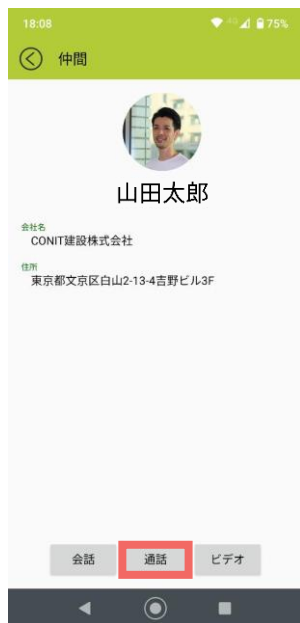 18:08 4G 75%
仲間
山田太郎
会社名
CONIT建設株式会社
住所
東京都文京区白山2-13-4吉野ビル3F
会話 通話 ビデオ